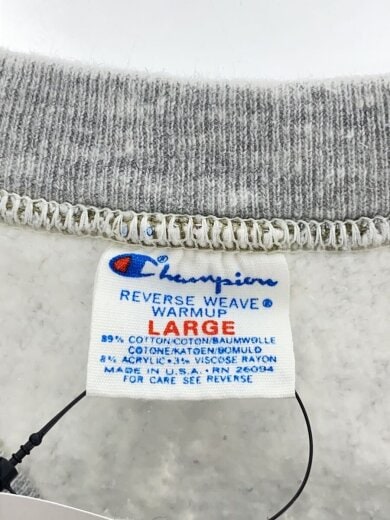 Champion
REVERSE WEAVE®
WARMUP
LARGE
89% COTTON/COTON/BAUMWOLLE
COTONE/KATOEN/BOMULD
8% ACRYLIC•3% VISCOSE RAYON
MADE IN U.S.A.•RN 26094
FOR CARE SEE REVERSE